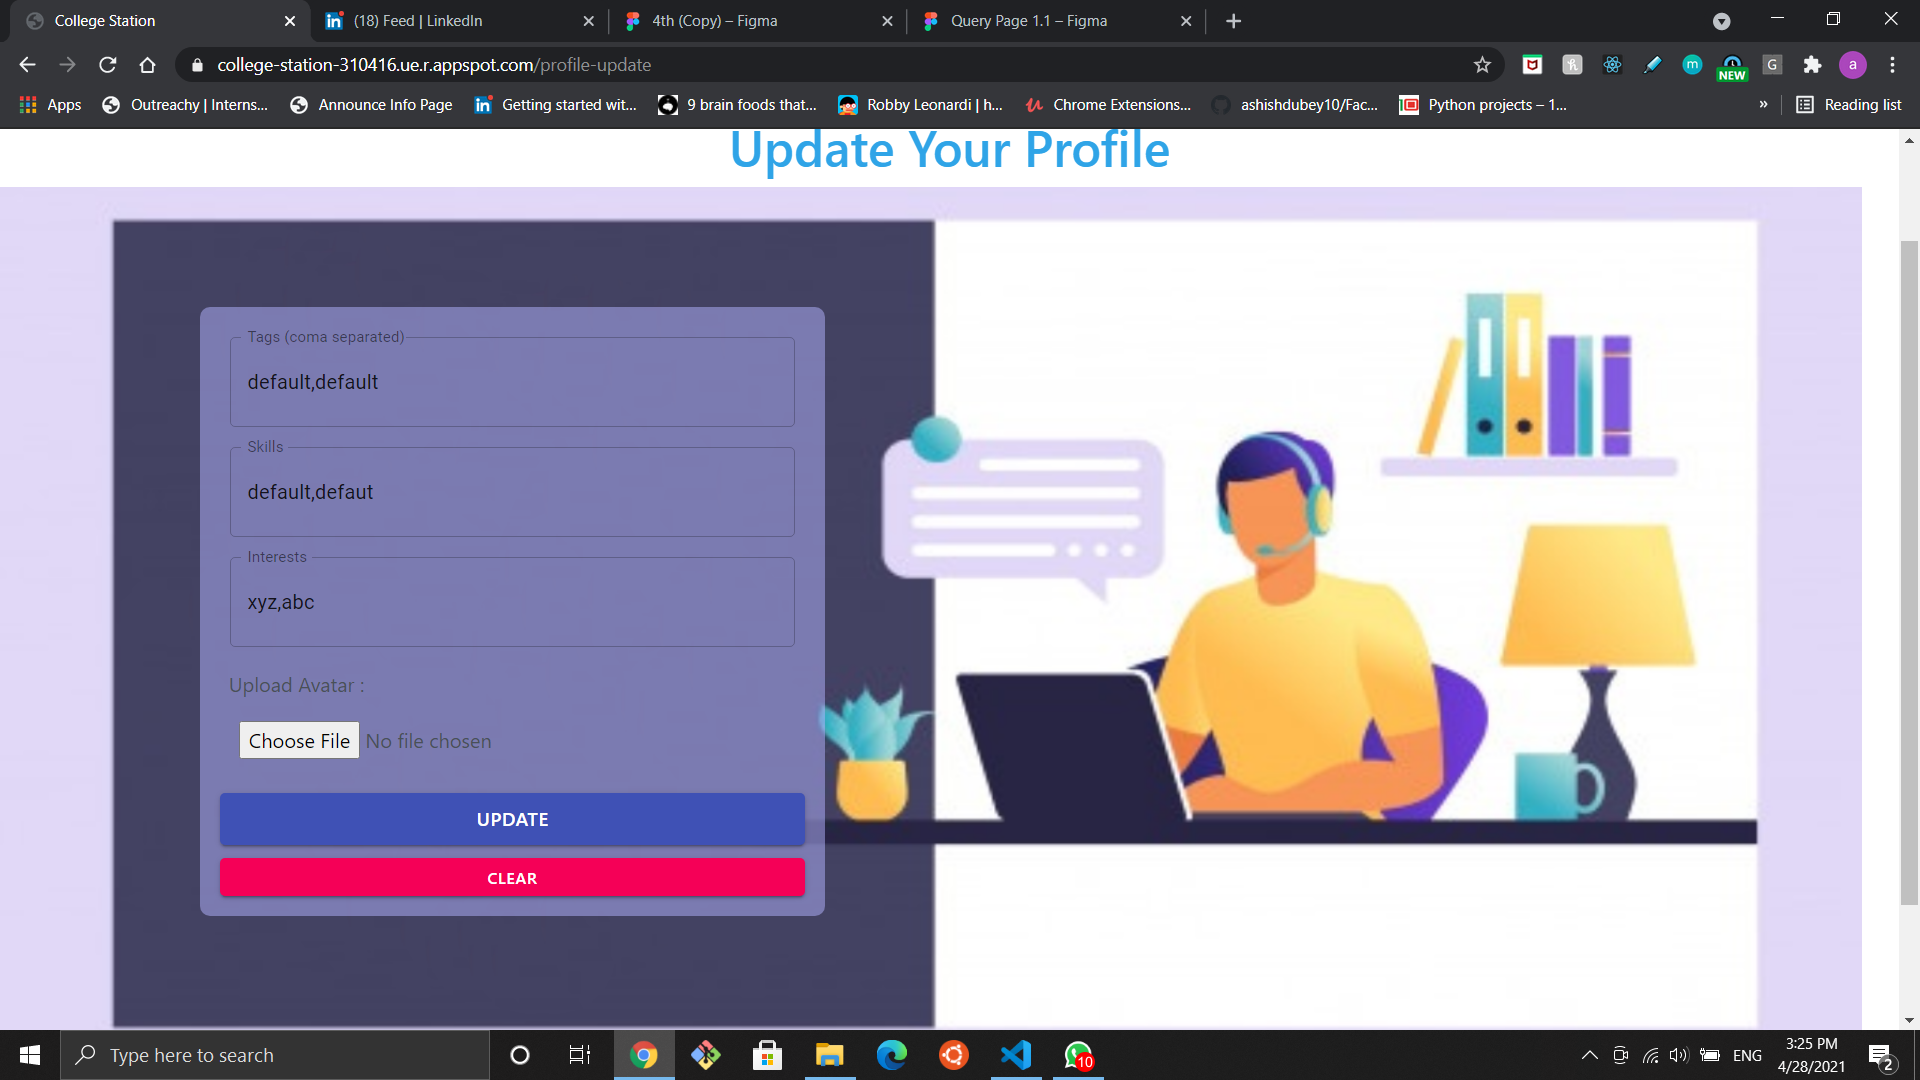 College Station
(18) Feed | LinkedIn
4th (Copy) – Figma
Query Page 1.1 – Figma
college-station-310416.ue.r.appspot.com/profile-update
NEW
G
m
a
Apps
Outreachy | Interns...
Announce Info Page
Getting started wit...
9 brain foods that...
Robby Leonardi | h...
Chrome Extensions...
ashishdubey10/Fac...
Python projects – 1...
»
Reading list
Update Your Profile
Tags (coma separated)
default,default
Skills
default,defaut
Interests
xyz,abc
Upload Avatar :
Choose File No file chosen
UPDATE
CLEAR
Type here to search
10
ENG
3:25 PM
4/28/2021
2